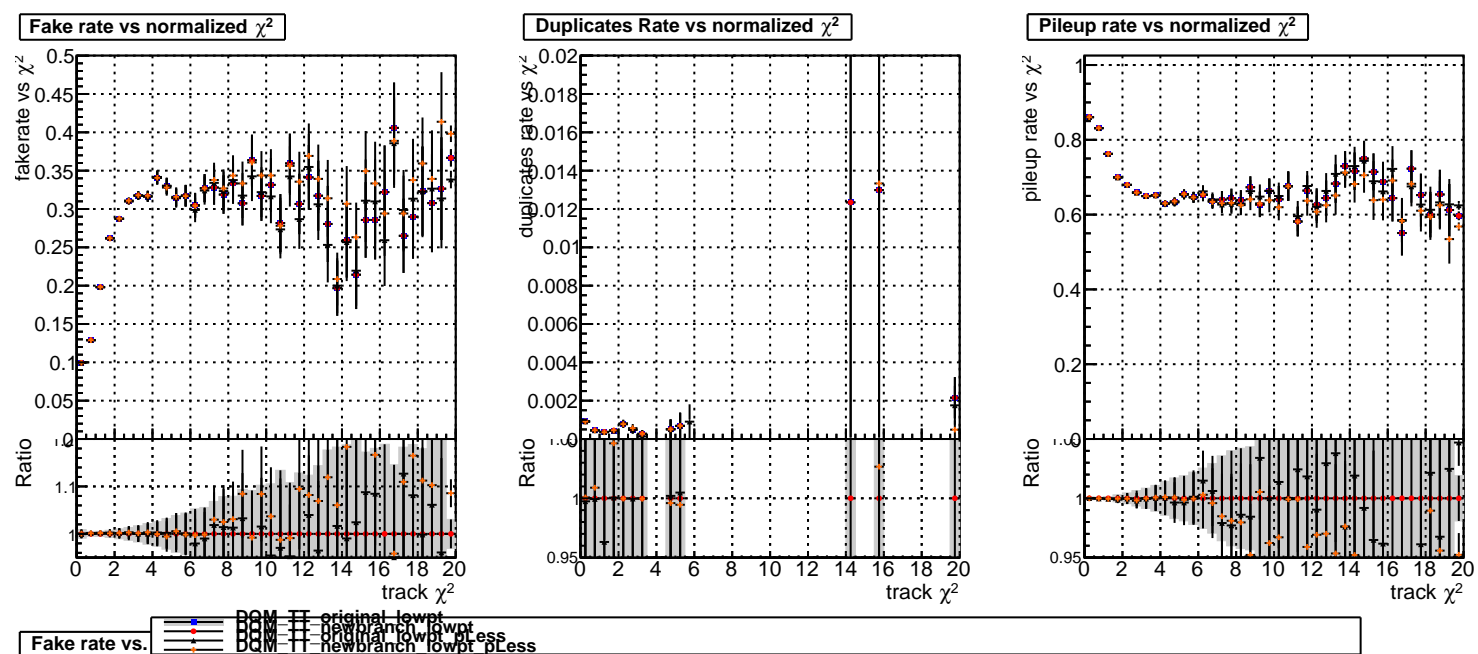 Fake rate vs normalized χ²
Duplicates Rate vs normalized χ²
Pileup rate vs normalized χ²
fakerate vs χ²
0.5
0.45
0.4
0.35
0.3
0.25
0.2
0.15
0.1
0.05
0
Ratio
1.2
1.1
1
0 2 4 6 8 10 12 14 16 18 20
track χ²
duplicates rate vs χ²
0.02
0.018
0.016
0.014
0.012
0.01
0.008
0.006
0.004
0.002
Ratio
1
0.95
0 2 4 6 8 10 12 14 16 18 20
track χ²
pileup rate vs χ²
1
0.8
0.6
0.4
0.2
Ratio
1
0.95
0 2 4 6 8 10 12 14 16 18 20
track χ²
DQM_TT_original_lowpt
DQM_TT_newbranch_lowpt
DQM_TT_original_lowpt_pLess
DQM_TT_newbranch_lowpt_pLess
Fake rate vs.